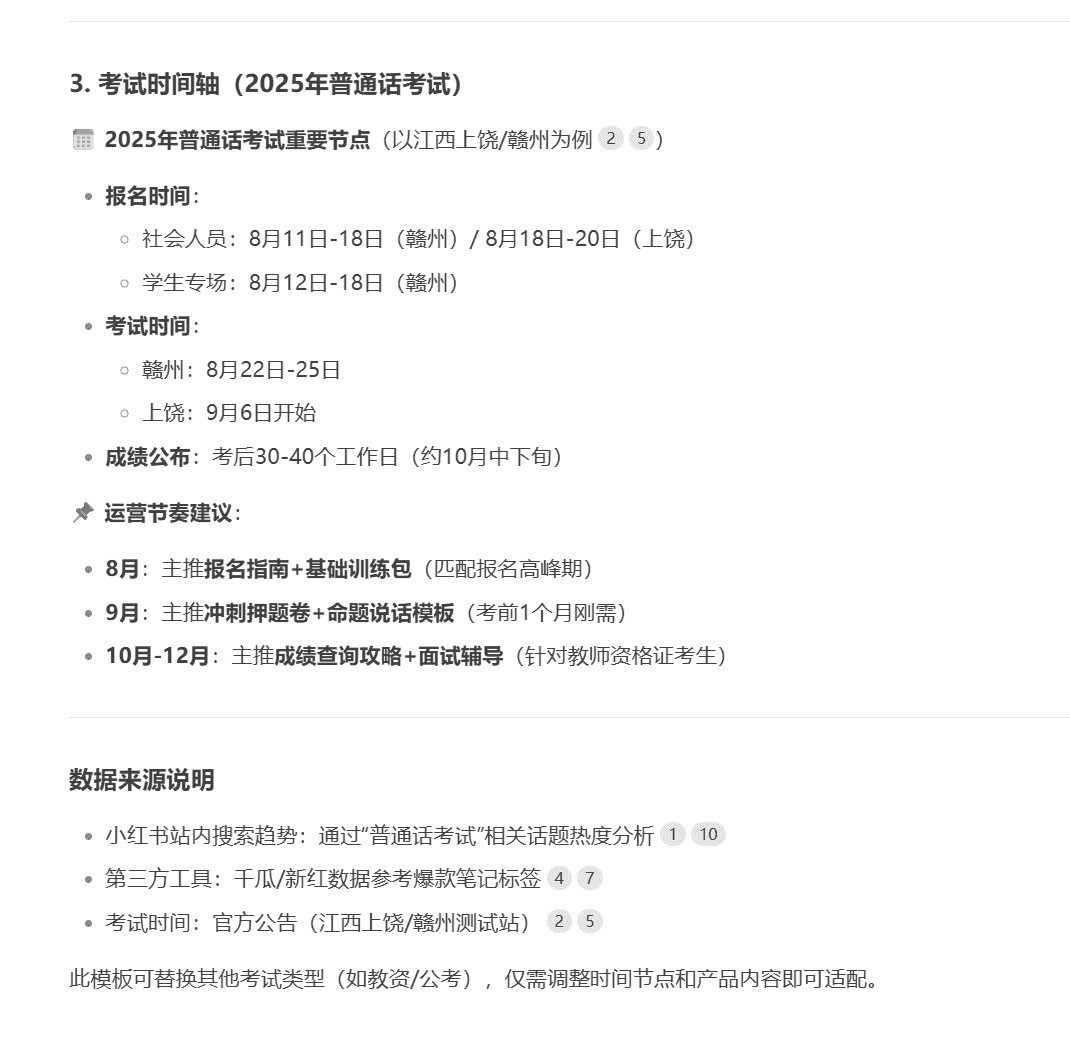 3. 考试时间轴（2025年普通话考试）
2025年普通话考试重要节点（以江西上饶/赣州为例 2 5）
报名时间：
社会人员：8月11日-18日（赣州）/ 8月18日-20日（上饶）
学生专场：8月12日-18日（赣州）
考试时间：
赣州：8月22日-25日
上饶：9月6日开始
成绩公布：考后30-40个工作日（约10月中下旬）
运营节奏建议：
8月：主推报名指南+基础训练包（匹配报名高峰期）
9月：主推冲刺押题卷+命题说话模板（考前1个月刚需）
10月-12月：主推成绩查询攻略+面试辅导（针对教师资格证考生）
数据来源说明
小红书站内搜索趋势：通过“普通话考试”相关话题热度分析 1 10
第三方工具：千瓜/新红数据参考爆款笔记标签 4 7
考试时间：官方公告（江西上饶/赣州测试站） 2 5
此模板可替换其他考试类型（如教资/公考），仅需调整时间节点和产品内容即可适配。